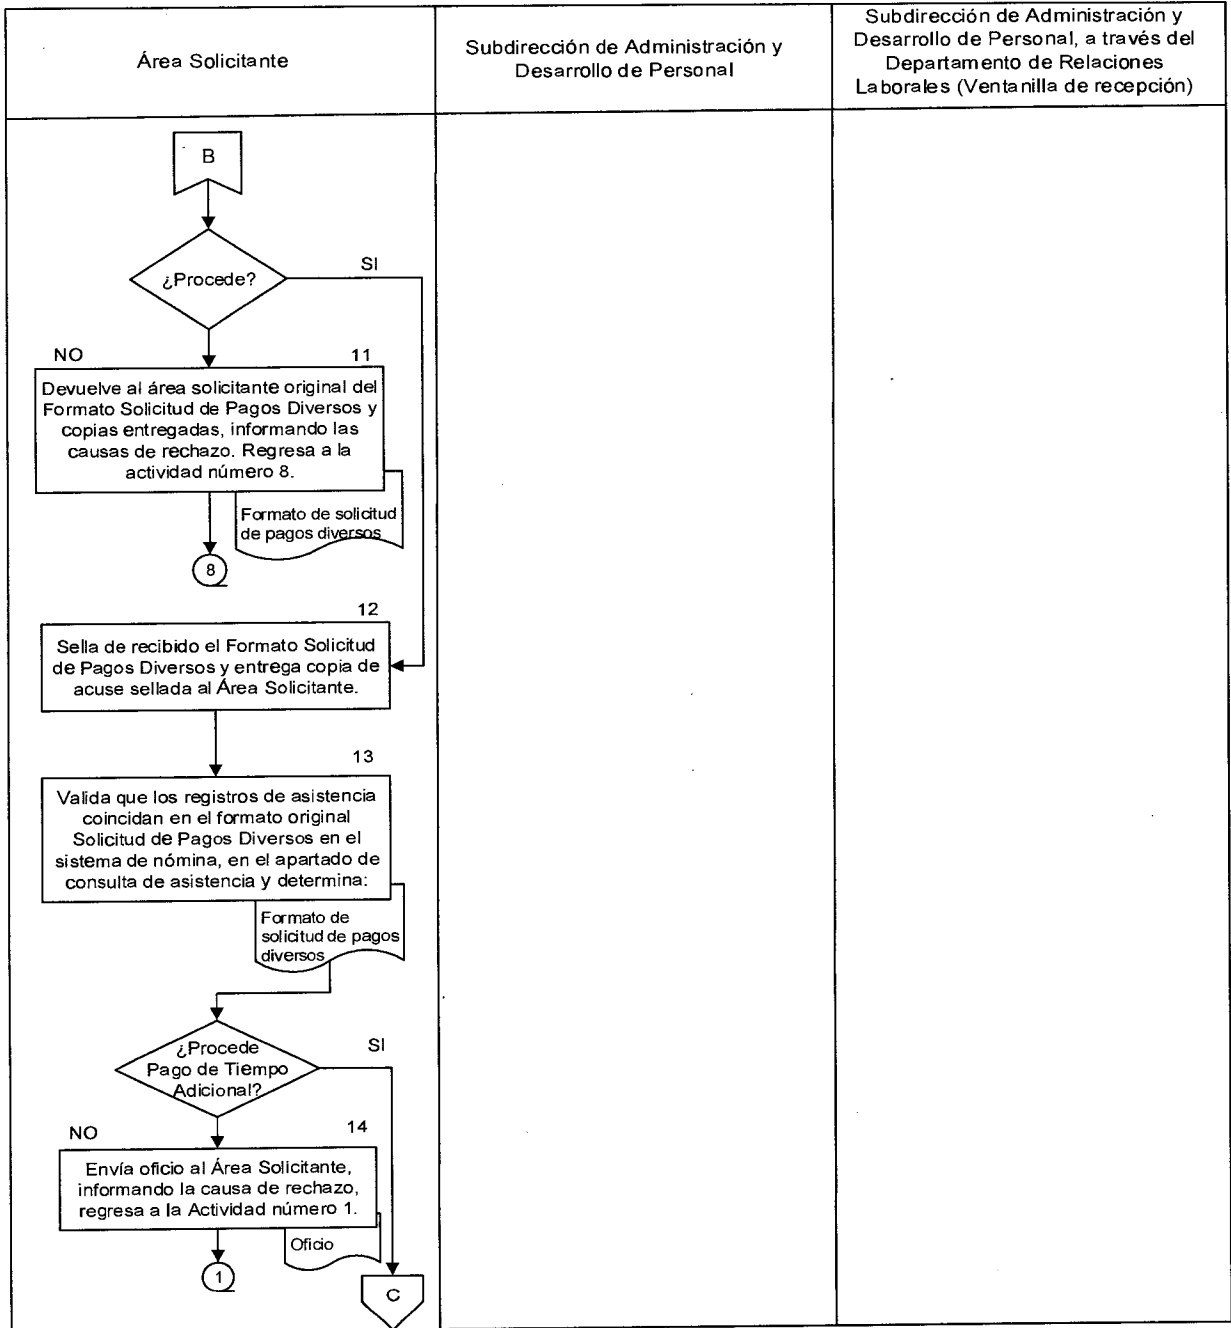 Área Solicitante
Subdirección de Administración y
Desarrollo de Personal
Subdirección de Administración y
Desarrollo de Personal, a través del
Departamento de Relaciones
Laborales (Ventanilla de recepción)
B
¿Procede?
SI
NO
11
Devuelve al área solicitante original del
Formato Solicitud de Pagos Diversos y
copias entregadas, informando las
causas de rechazo. Regresa a la
actividad número 8.
Formato de solicitud
de pagos diversos
8
12
Sella de recibido el Formato Solicitud
de Pagos Diversos y entrega copia de
acuse sellada al Área Solicitante.
13
Valida que los registros de asistencia
coincidan en el formato original
Solicitud de Pagos Diversos en el
sistema de nómina, en el apartado de
consulta de asistencia y determina:
Formato de
solicitud de pagos
diversos
¿Procede
Pago de Tiempo
Adicional?
SI
NO
14
Envía oficio al Área Solicitante,
informando la causa de rechazo,
regresa a la Actividad número 1.
Oficio
1
C